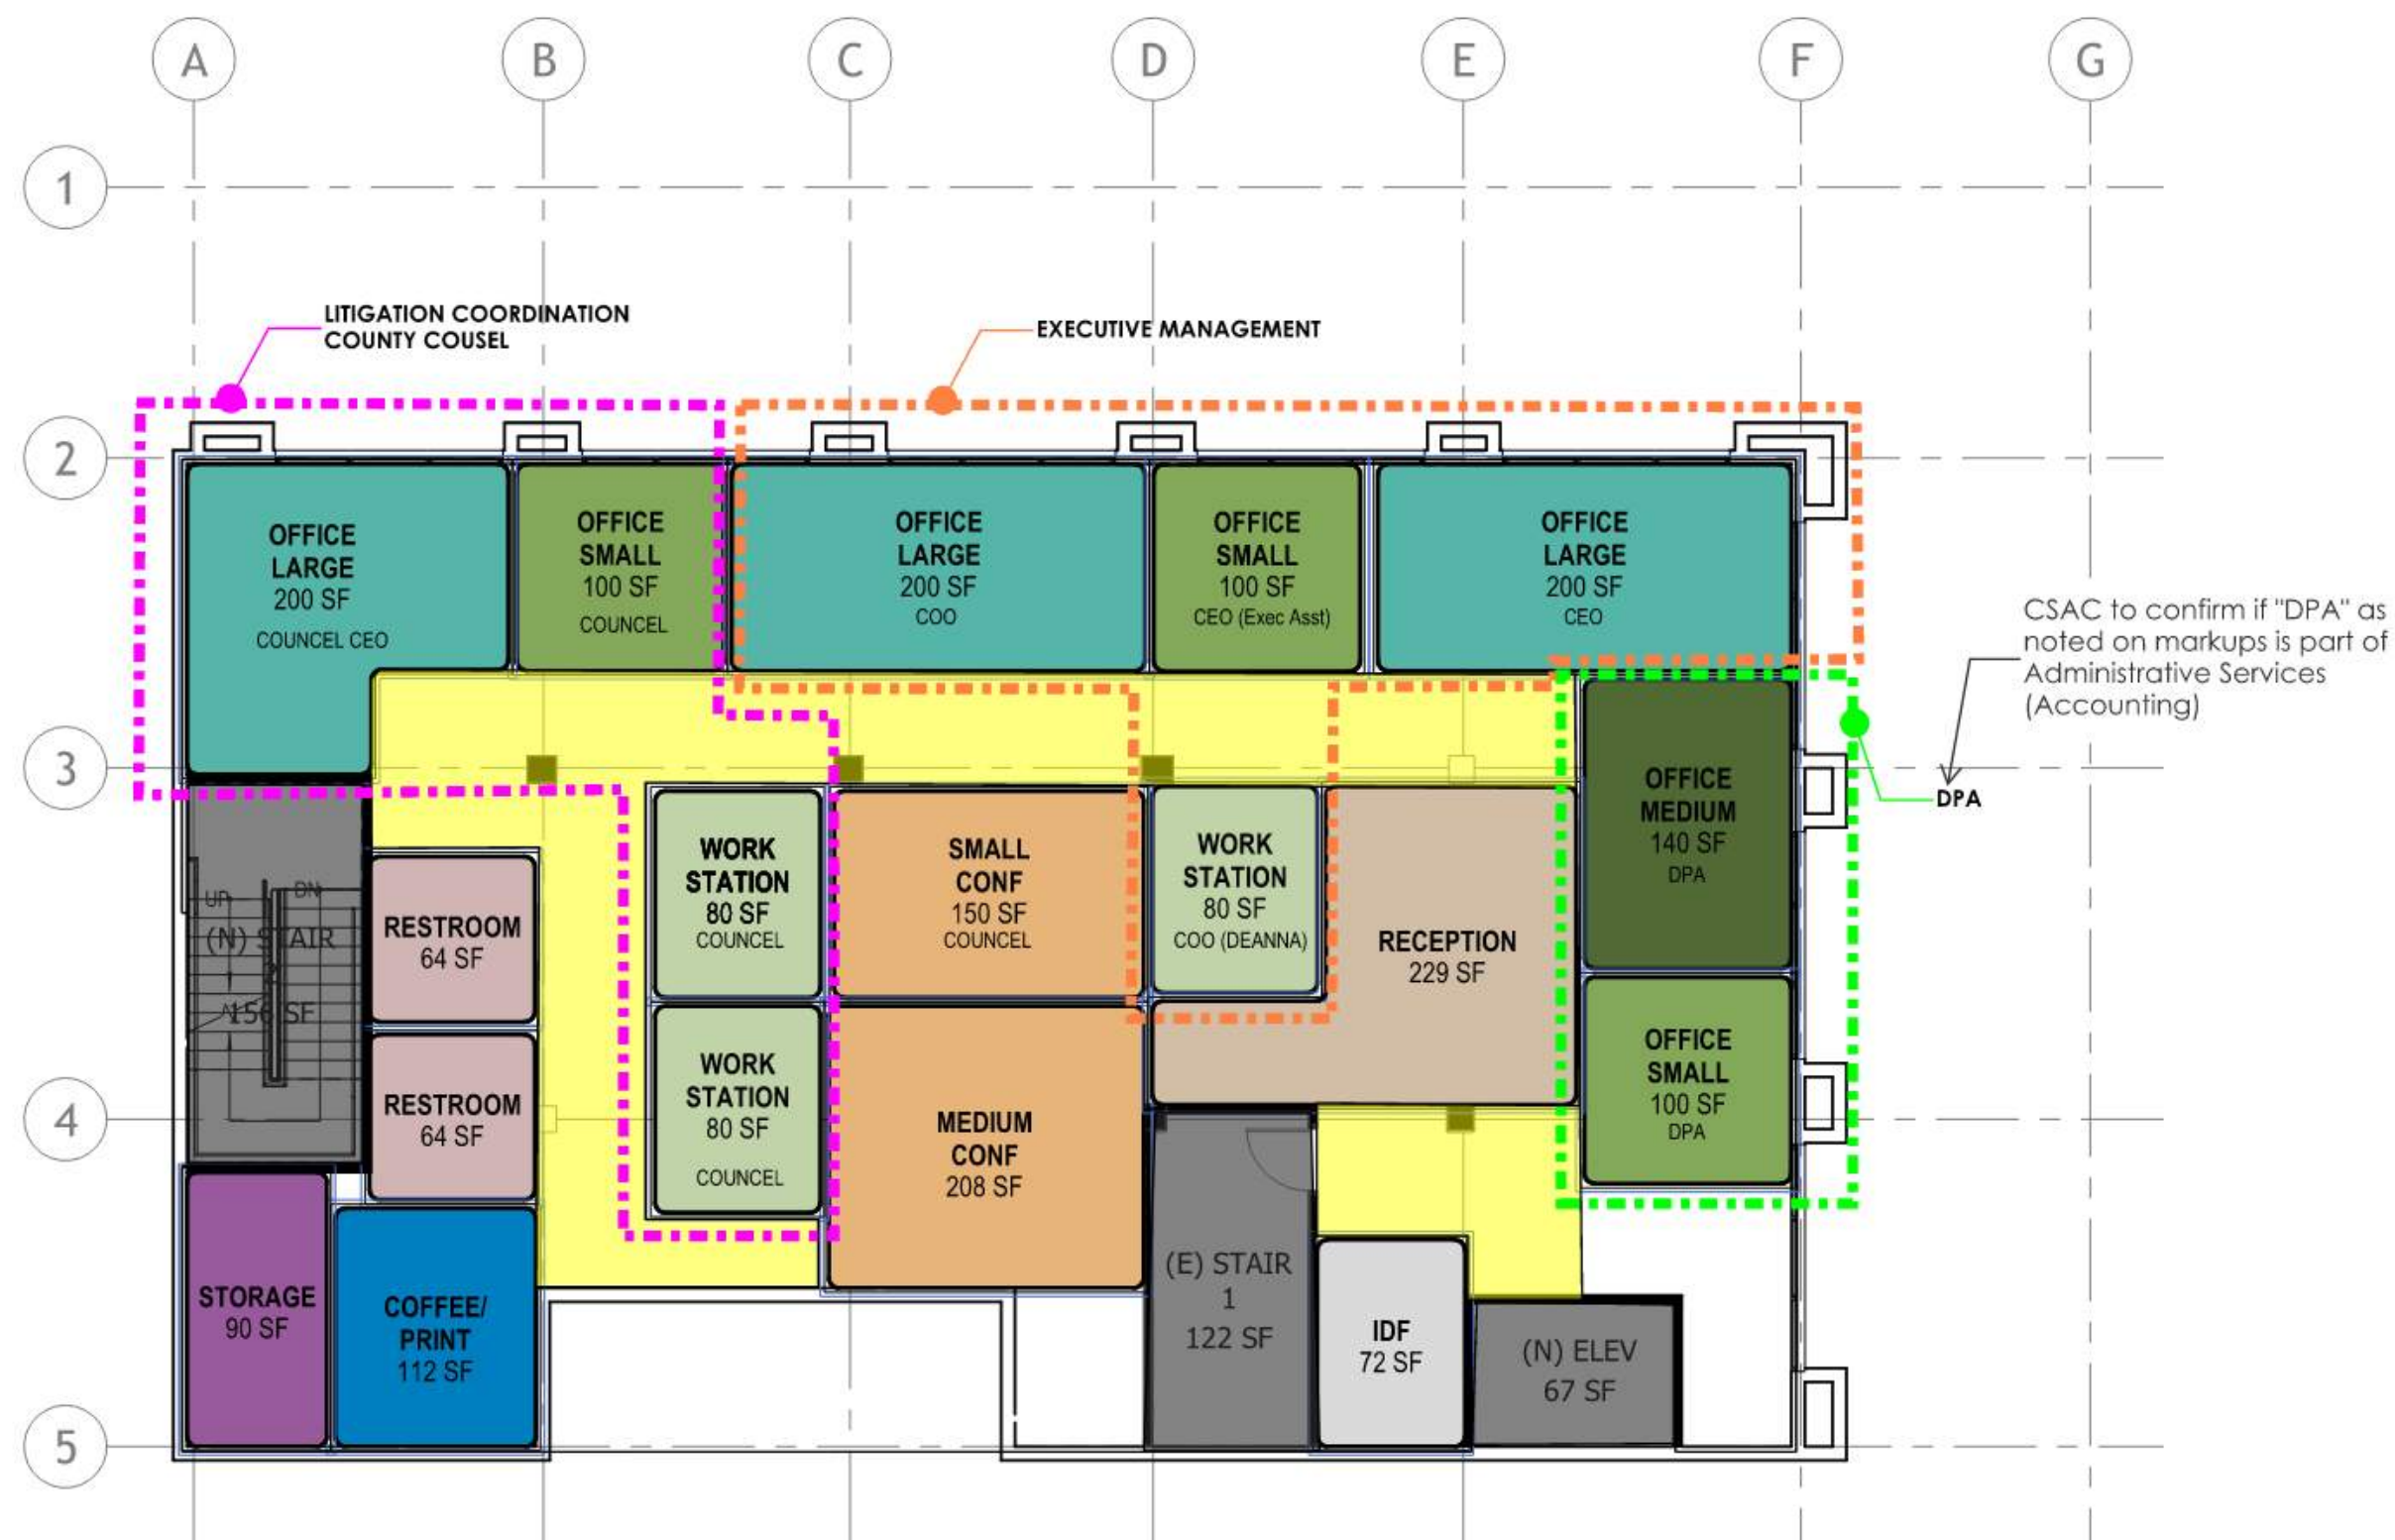 A
B
C
D
E
F
G
1
2
3
4
5
LITIGATION COORDINATION
COUNTY COUSEL
EXECUTIVE MANAGEMENT
OFFICE
LARGE
200 SF
COUNCEL CEO
OFFICE
SMALL
100 SF
COUNCEL
OFFICE
LARGE
200 SF
COO
OFFICE
SMALL
100 SF
CEO (Exec Asst)
OFFICE
LARGE
200 SF
CEO
CSAC to confirm if "DPA" as
noted on markups is part of
Administrative Services
(Accounting)
DPA
OFFICE
MEDIUM
140 SF
DPA
WORK
STATION
80 SF
COUNCEL
SMALL
CONF
150 SF
COUNCEL
WORK
STATION
80 SF
COO (DEANNA)
RECEPTION
229 SF
UP
DN
(N) STAIR
156 SF
RESTROOM
64 SF
RESTROOM
64 SF
WORK
STATION
80 SF
COUNCEL
MEDIUM
CONF
208 SF
OFFICE
SMALL
100 SF
DPA
STORAGE
90 SF
COFFEE/
PRINT
112 SF
(E) STAIR
1
122 SF
IDF
72 SF
(N) ELEV
67 SF